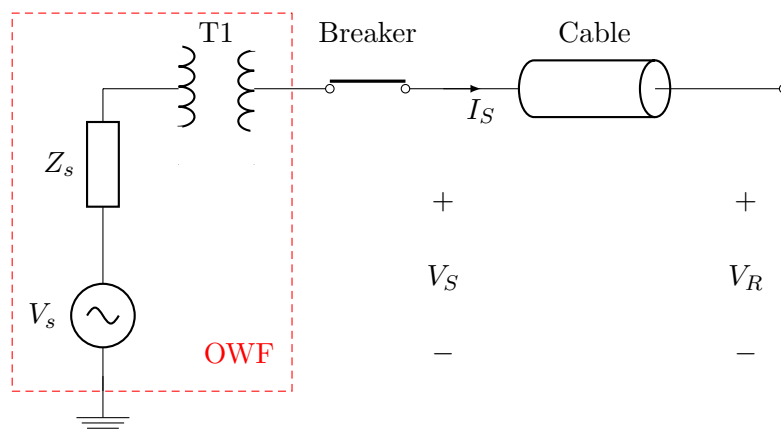 T1
Breaker
Cable
I_S
Z_s
+
+
V_S
V_R
V_s
OWF
−
−